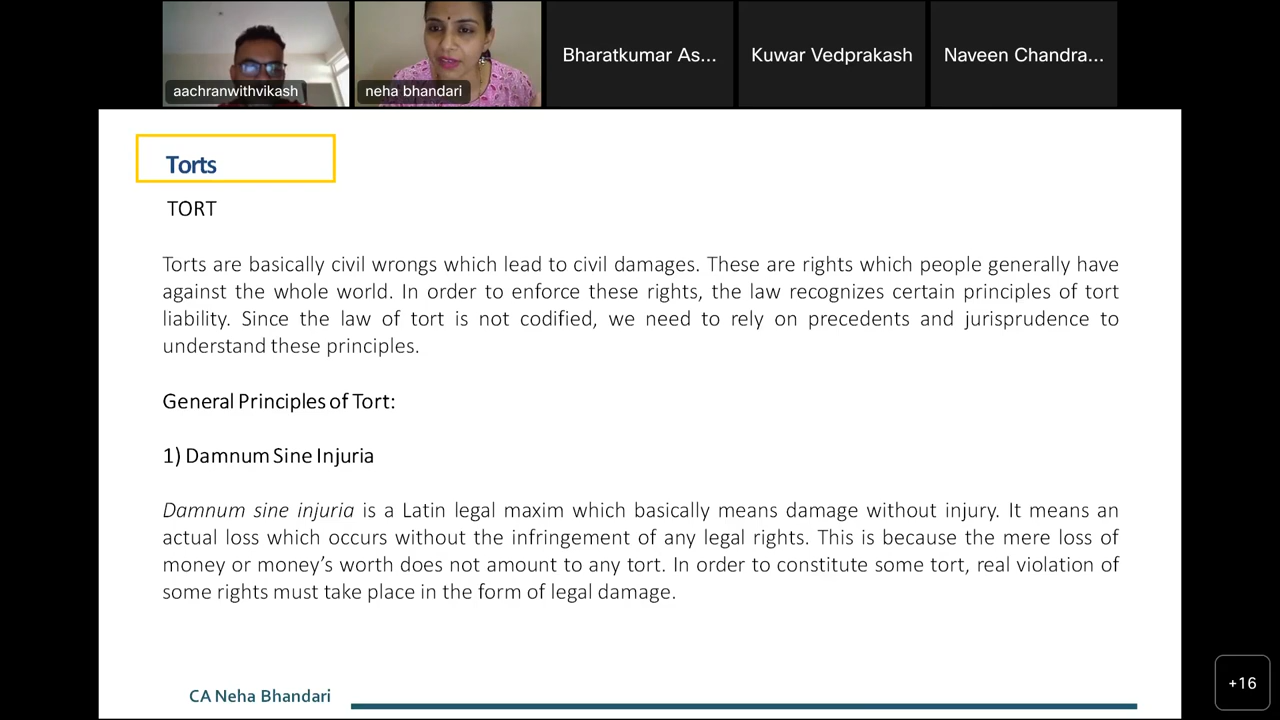 aachranwithvikash
neha bhandari
Bharatkumar As...
Kuwar Vedprakash
Naveen Chandra...
Torts
TORT
Torts are basically civil wrongs which lead to civil damages. These are rights which people generally have
against the whole world. In order to enforce these rights, the law recognizes certain principles of tort
liability. Since the law of tort is not codified, we need to rely on precedents and jurisprudence to
understand these principles.
General Principles of Tort:
1) Damnum Sine Injuria
Damnum sine injuria is a Latin legal maxim which basically means damage without injury. It means an
actual loss which occurs without the infringement of any legal rights. This is because the mere loss of
money or money’s worth does not amount to any tort. In order to constitute some tort, real violation of
some rights must take place in the form of legal damage.
CA Neha Bhandari
+16